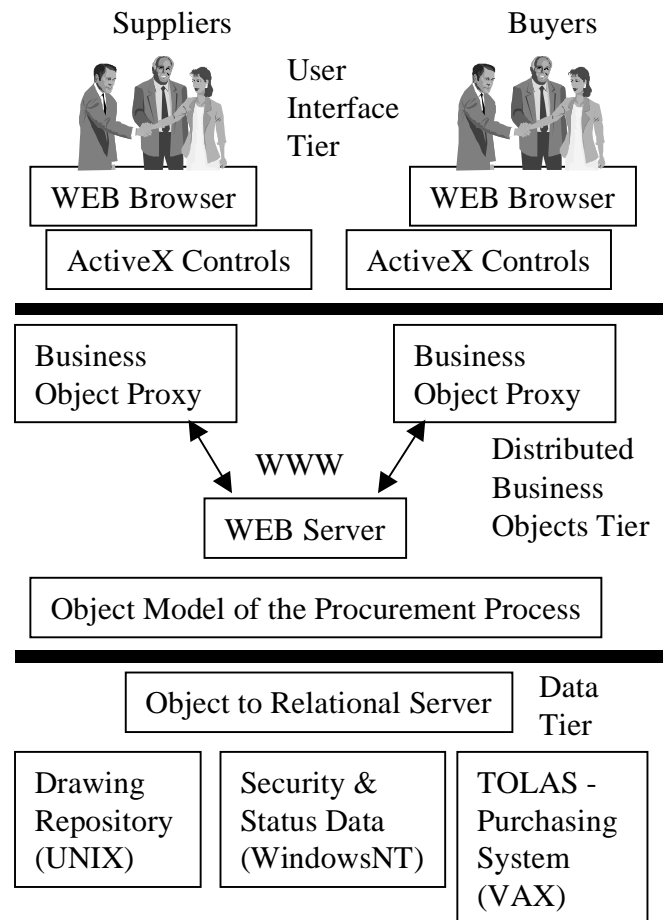 Suppliers
Buyers
User
Interface
Tier
WEB Browser
WEB Browser
ActiveX Controls
ActiveX Controls
Business
Object Proxy
Business
Object Proxy
WWW
Distributed
Business
Objects Tier
WEB Server
Object Model of the Procurement Process
Object to Relational Server
Data
Tier
Drawing
Repository
(UNIX)
Security &
Status Data
(WindowsNT)
TOLAS -
Purchasing
System
(VAX)